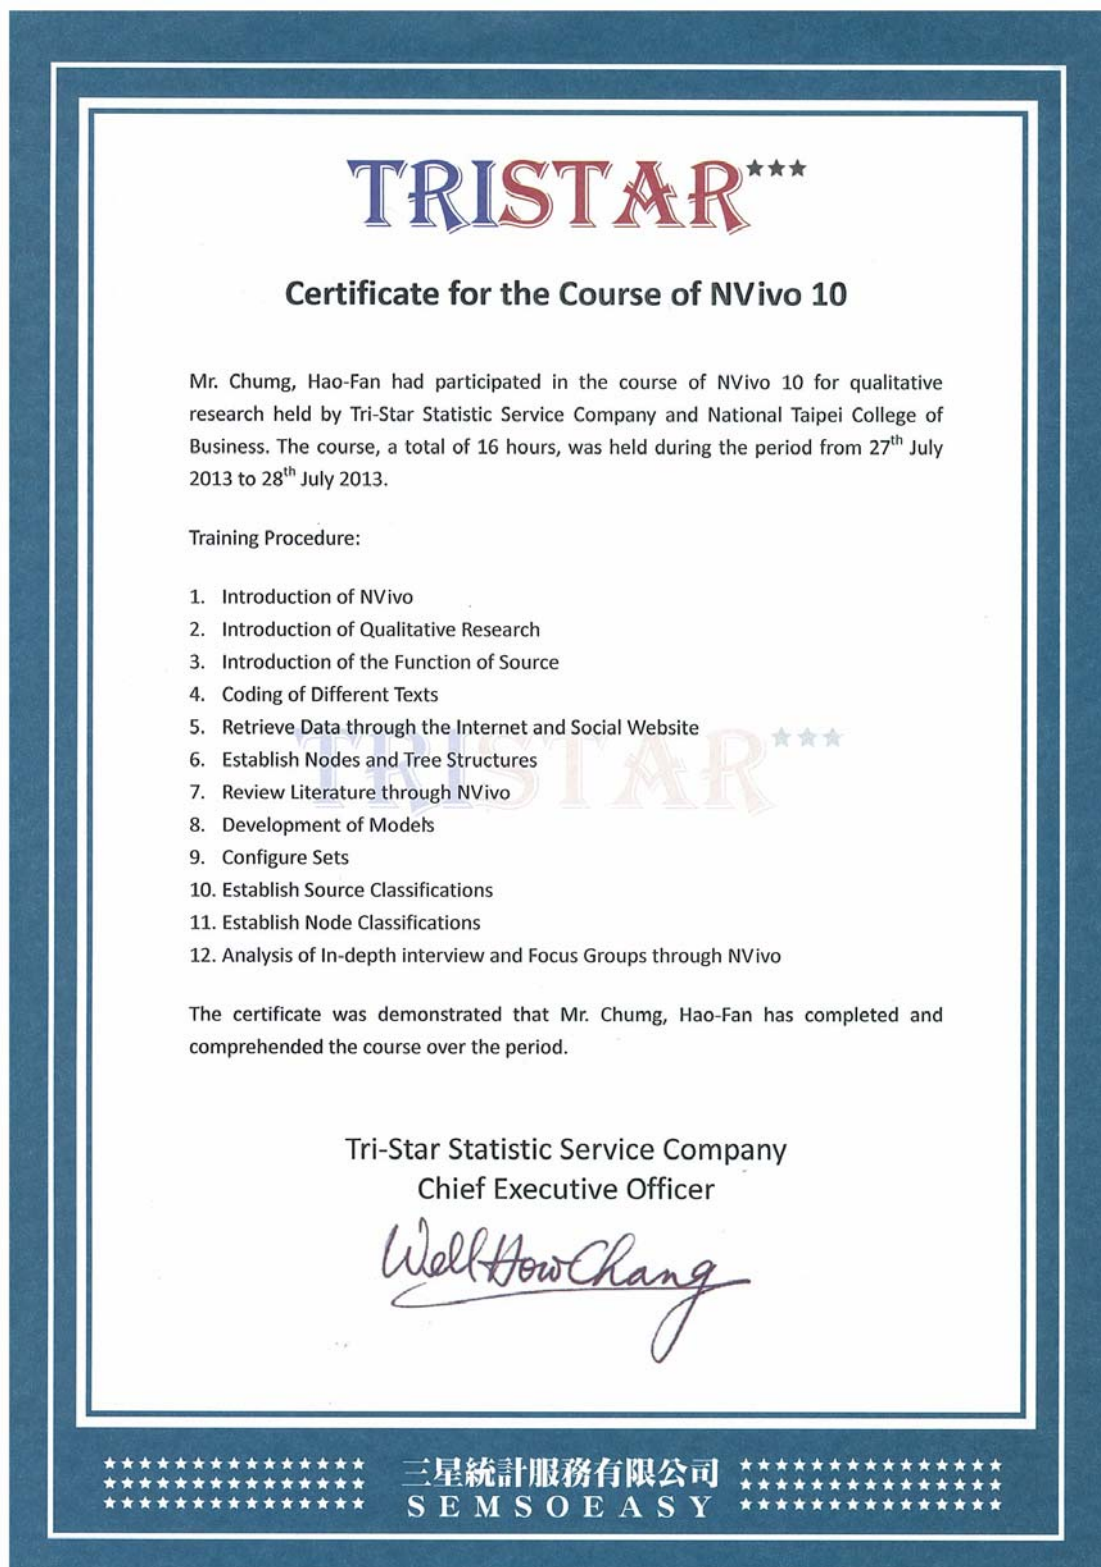 TRISTAR***
Certificate for the Course of NVivo 10
Mr. Chumg, Hao-Fan had participated in the course of NVivo 10 for qualitative
research held by Tri-Star Statistic Service Company and National Taipei College of
Business. The course, a total of 16 hours, was held during the period from 27th July
2013 to 28th July 2013.
Training Procedure:
1. Introduction of NVivo
2. Introduction of Qualitative Research
3. Introduction of the Function of Source
4. Coding of Different Texts
5. Retrieve Data through the Internet and Social Website
6. Establish Nodes and Tree Structures
7. Review Literature through NVivo
8. Development of Models
9. Configure Sets
10. Establish Source Classifications
11. Establish Node Classifications
12. Analysis of In-depth interview and Focus Groups through NVivo
TRISTAR***
The certificate was demonstrated that Mr. Chumg, Hao-Fan has completed and
comprehended the course over the period.
Tri-Star Statistic Service Company
Chief Executive Officer
WellHowChang
三星統計服務有限公司
SEMSOEASY